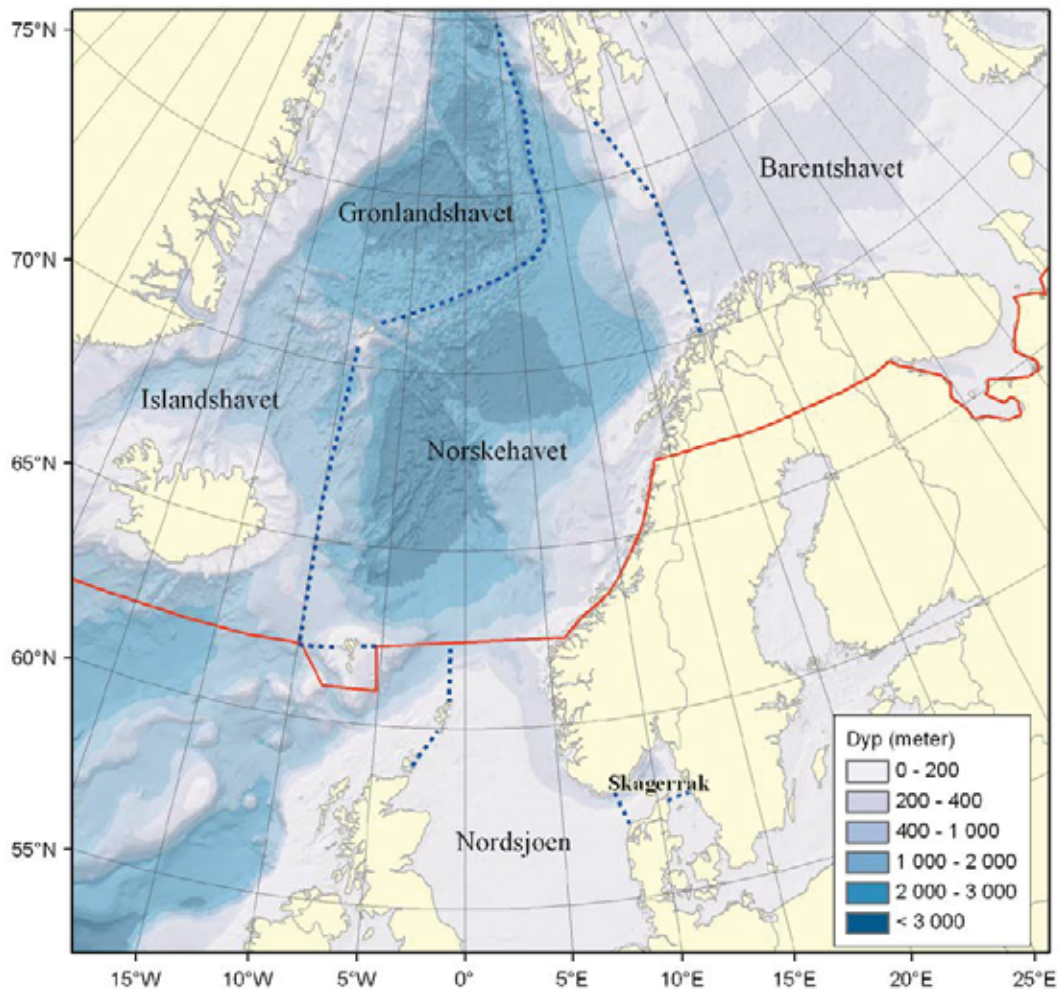 75°N
70°N
65°N
60°N
55°N
Barentshavet
Gronlandshavet
Islandshavet
Norskehavet
Skagerrak
Nordsjoen
Dyp (meter)
0 - 200
200 - 400
400 - 1 000
1 000 - 2 000
2 000 - 3 000
< 3 000
15°W
10°W
5°W
0°
5°E
10°E
15°E
20°E
25°E